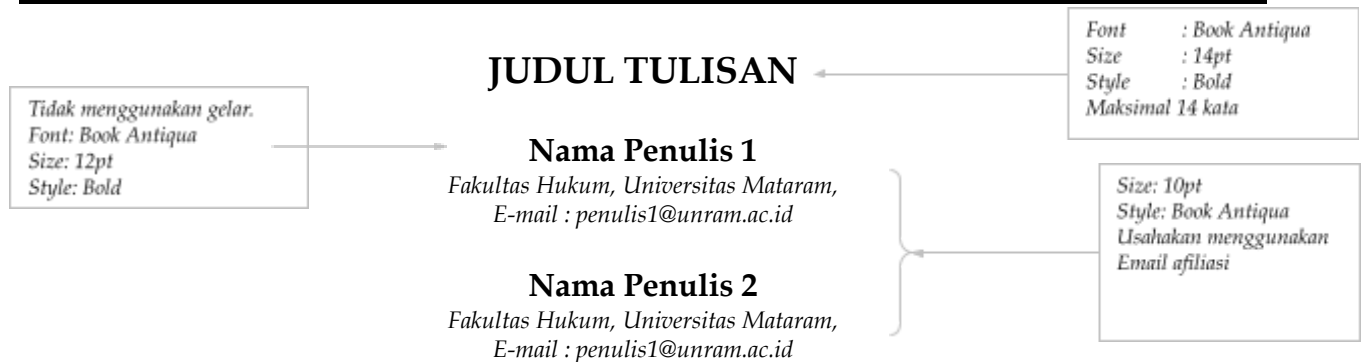 Font : Book Antiqua
Size : 14pt
Style : Bold
Maksimal 14 kata
JUDUL TULISAN
Tidak menggunakan gelar.
Font: Book Antiqua
Size: 12pt
Style: Bold
Nama Penulis 1
Fakultas Hukum, Universitas Mataram,
E-mail : penulis1@unram.ac.id
Size: 10pt
Style: Book Antiqua
Usahakan menggunakan
Email afiliasi
Nama Penulis 2
Fakultas Hukum, Universitas Mataram,
E-mail : penulis1@unram.ac.id